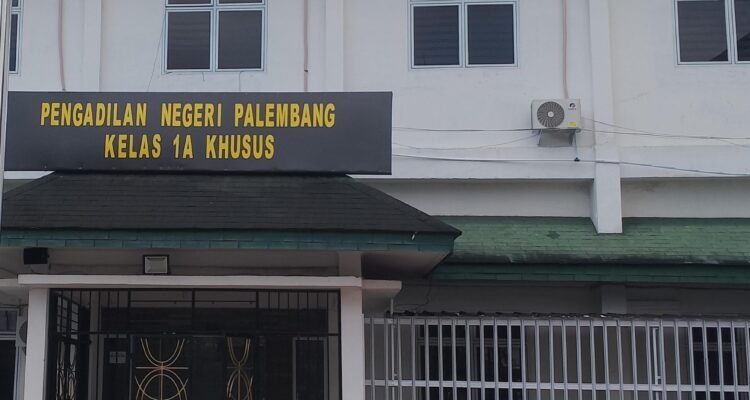 PENGADILAN NEGERI PALEMBANG
KELAS 1A KHUSUS